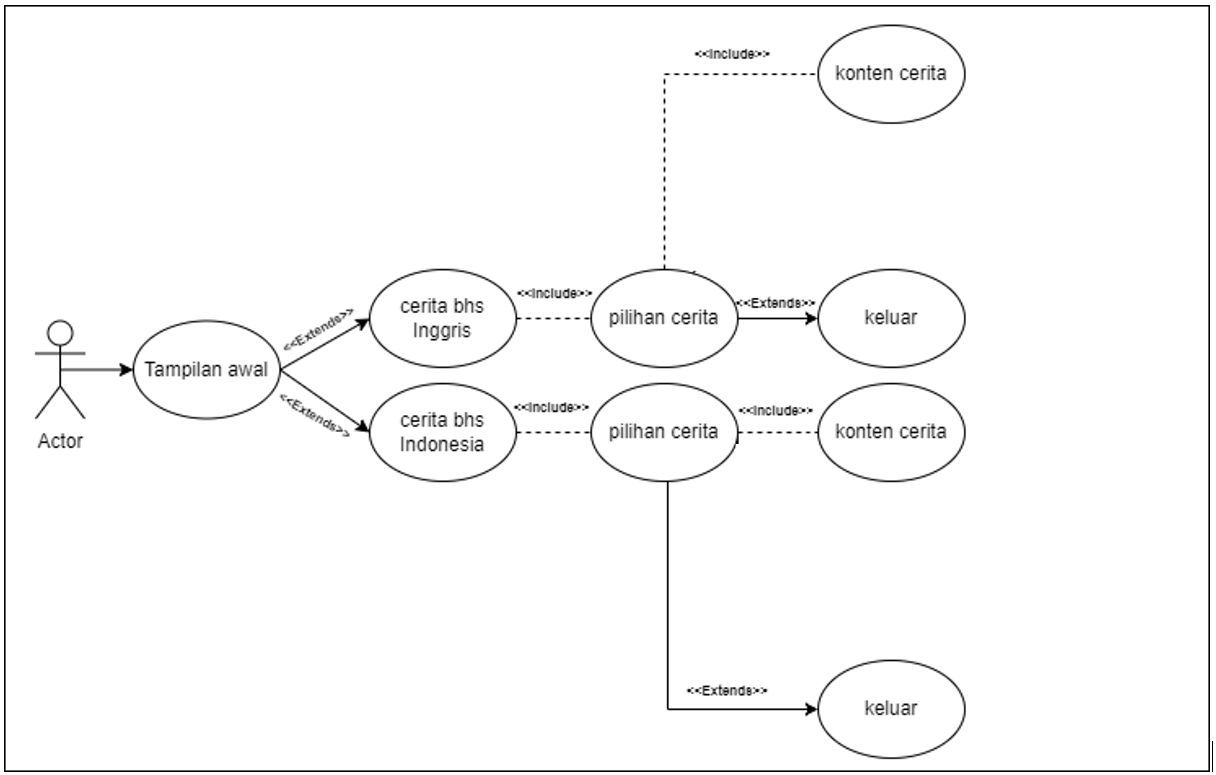 <<Include>>
konten cerita
<<Extends>>
cerita bhs
Inggris
<<Include>>
pilihan cerita
<<Extends>>
keluar
Tampilan awal
Actor
<<Extends>>
cerita bhs
Indonesia
<<Include>>
pilihan cerita
<<Include>>
konten cerita
<<Extends>>
keluar